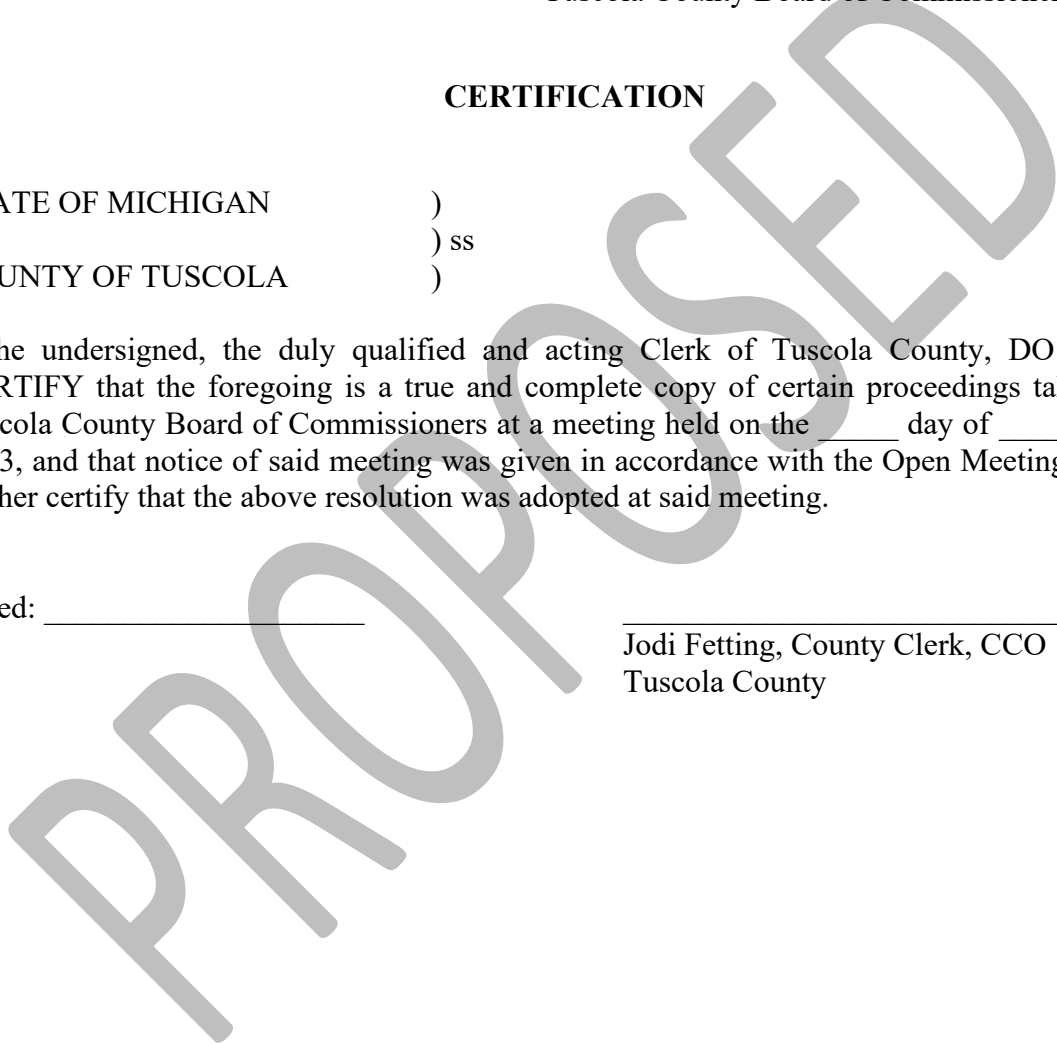 Tuscola County Board of Commissioner
CERTIFICATION
ATE OF MICHIGAN )
) ss
UNTY OF TUSCOLA )
he undersigned, the duly qualified and acting Clerk of Tuscola County, DO
RTIFY that the foregoing is a true and complete copy of certain proceedings ta
cola County Board of Commissioners at a meeting held on the _____ day of ____
3, and that notice of said meeting was given in accordance with the Open Meeting
her certify that the above resolution was adopted at said meeting.
ed: ____________________ ___________________________
Jodi Fetting, County Clerk, CCO
Tuscola County
PROPOSED